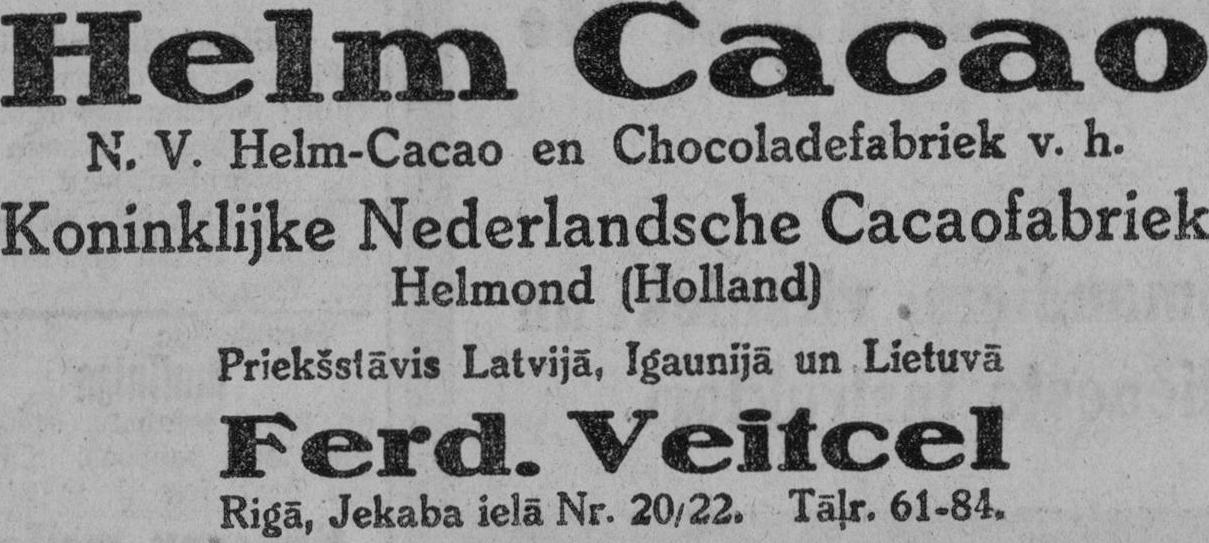 Helm Cacao
N. V. Helm-Cacao en Chocoladefabriek v. h.
Koninklijke Nederlandsche Cacaofabriek
Helmond (Holland)
Priekšstāvis Latvijā, Igaunijā un Lietuvā
Ferd. Veitcel
Rigā, Jekaba ielā Nr. 20/22. Tāļr. 61-84.